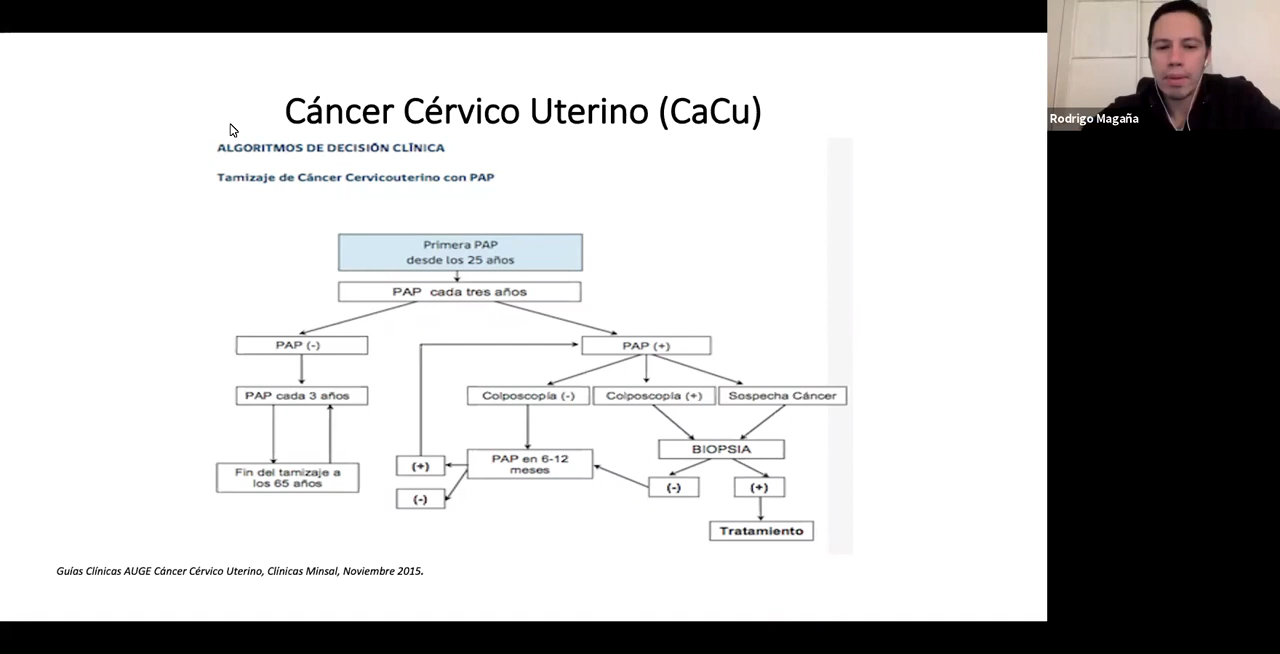 Cáncer Cérvico Uterino (CaCu)
ALGORITMOS DE DECISIÓN CLÍNICA
Tamizaje de Cáncer Cervicouterino con PAP
Primera PAP
desde los 25 años
PAP cada tres años
PAP (-)
PAP (+)
PAP cada 3 años
Colposcopía (-)
Colposcopía (+)
Sospecha Cáncer
BIOPSIA
Fin del tamizaje a
los 65 años
(+)
(-)
PAP en 6-12
meses
(-)
(+)
Tratamiento
Guías Clínicas AUGE Cáncer Cérvico Uterino, Clínicas Minsal, Noviembre 2015.
Rodrigo Magaña